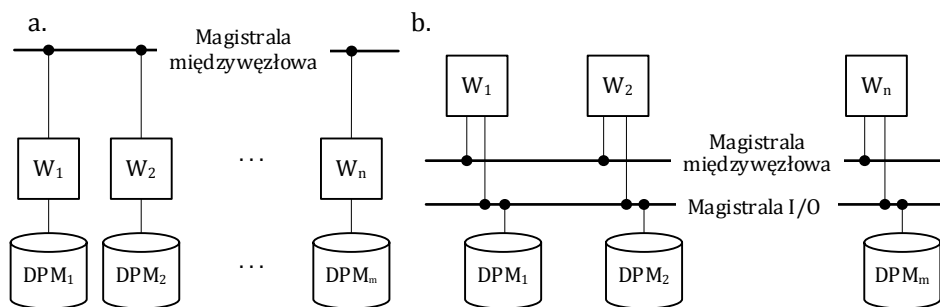 a.
Magistrala
międzywęzłowa
W₁
W₂
...
Wₙ
DPM₁
DPM₂
...
DPMₘ
b.
W₁
W₂
Wₙ
Magistrala
międzywęzłowa
Magistrala I/O
DPM₁
DPM₂
DPMₘ